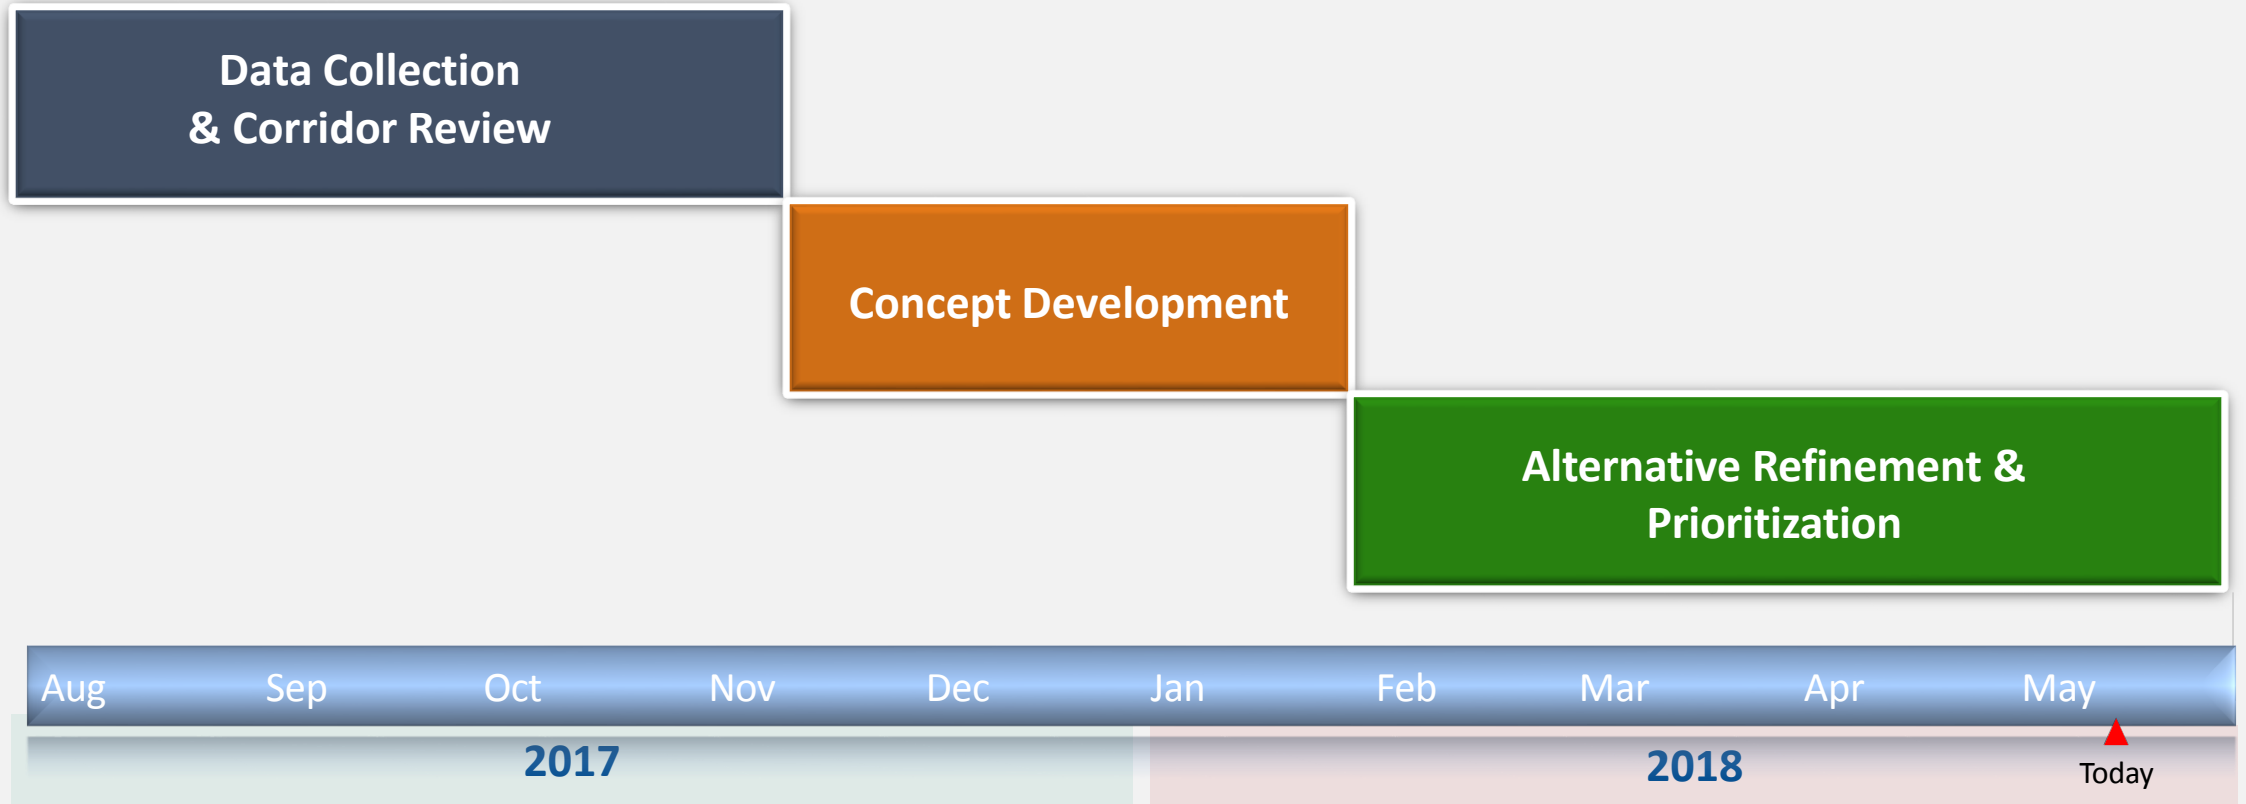 Data Collection
& Corridor Review
Concept Development
Alternative Refinement &
Prioritization
Aug Sep Oct Nov Dec Jan Feb Mar Apr May
2017 2018
Today